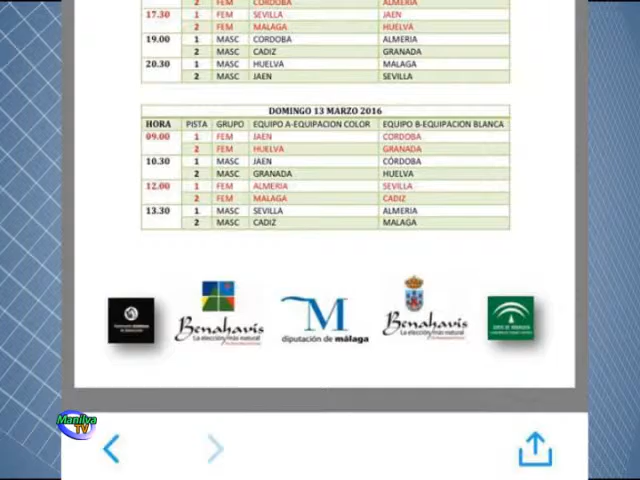 2 FEM CORDOBA ALMERIA
17.30 1 FEM SEVILLA JAEN
2 FEM MALAGA HUELVA
19.00 1 MASC CORDOBA ALMERIA
2 MASC CADIZ GRANADA
20.30 1 MASC HUELVA MALAGA
2 MASC JAEN SEVILLA
DOMINGO 13 MARZO 2016
HORA PISTA GRUPO EQUIPO A-EQUIPACION COLOR EQUIPO B-EQUIPACION BLANCA
09.00 1 FEM JAEN CORDOBA
2 FEM HUELVA GRANADA
10.30 1 MASC JAEN CÓRDOBA
2 MASC GRANADA HUELVA
12.00 1 FEM ALMERIA SEVILLA
2 FEM MALAGA CADIZ
13.30 1 MASC SEVILLA ALMERIA
2 MASC CADIZ MALAGA
Benahavís
La elección más natural
M
diputación de málaga
Benahavís
La elección más natural
JUNTA DE ANDALUCIA
Manilva
TV